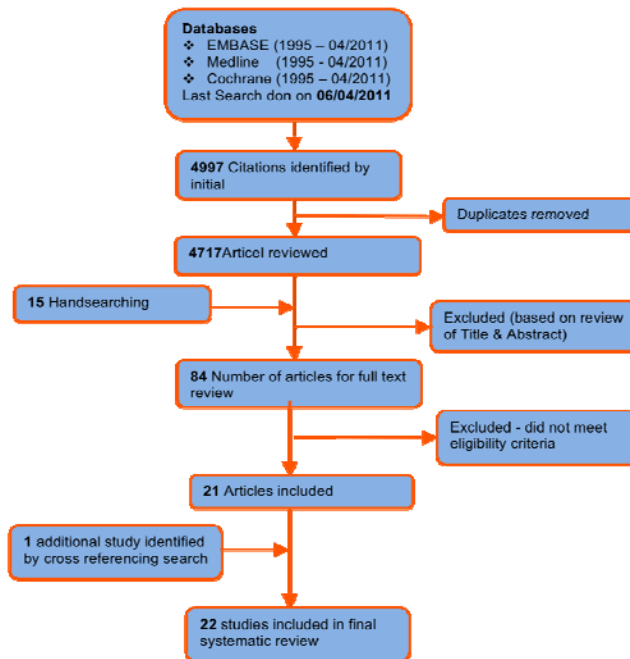 Databases
❖ EMBASE (1995 – 04/2011)
❖ Medline (1995 - 04/2011)
❖ Cochrane (1995 – 04/2011)
Last Search don on 06/04/2011
4997 Citations identified by
initial
Duplicates removed
4717Articel reviewed
15 Handsearching
Excluded (based on review
of Title & Abstract)
84 Number of articles for full text
review
Excluded - did not meet
eligibility criteria
21 Articles included
1 additional study identified
by cross referencing search
22 studies included in final
systematic review